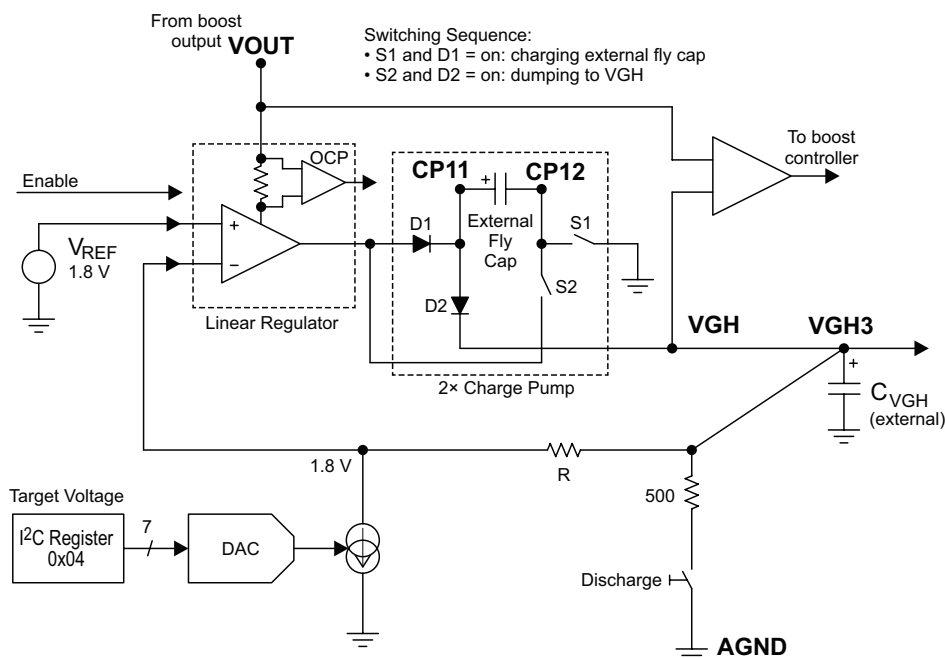 From boost
output VOUT
Switching Sequence:
• S1 and D1 = on: charging external fly cap
• S2 and D2 = on: dumping to VGH
OCP
To boost
controller
Enable
CP11
CP12
+
External
Fly
Cap
D1
S1
VREF
1.8 V
+
–
D2
S2
Linear Regulator
VGH
VGH3
2× Charge Pump
+
CVGH
(external)
1.8 V
R
500
Target Voltage
I2C Register
0x04
7
DAC
Discharge
AGND